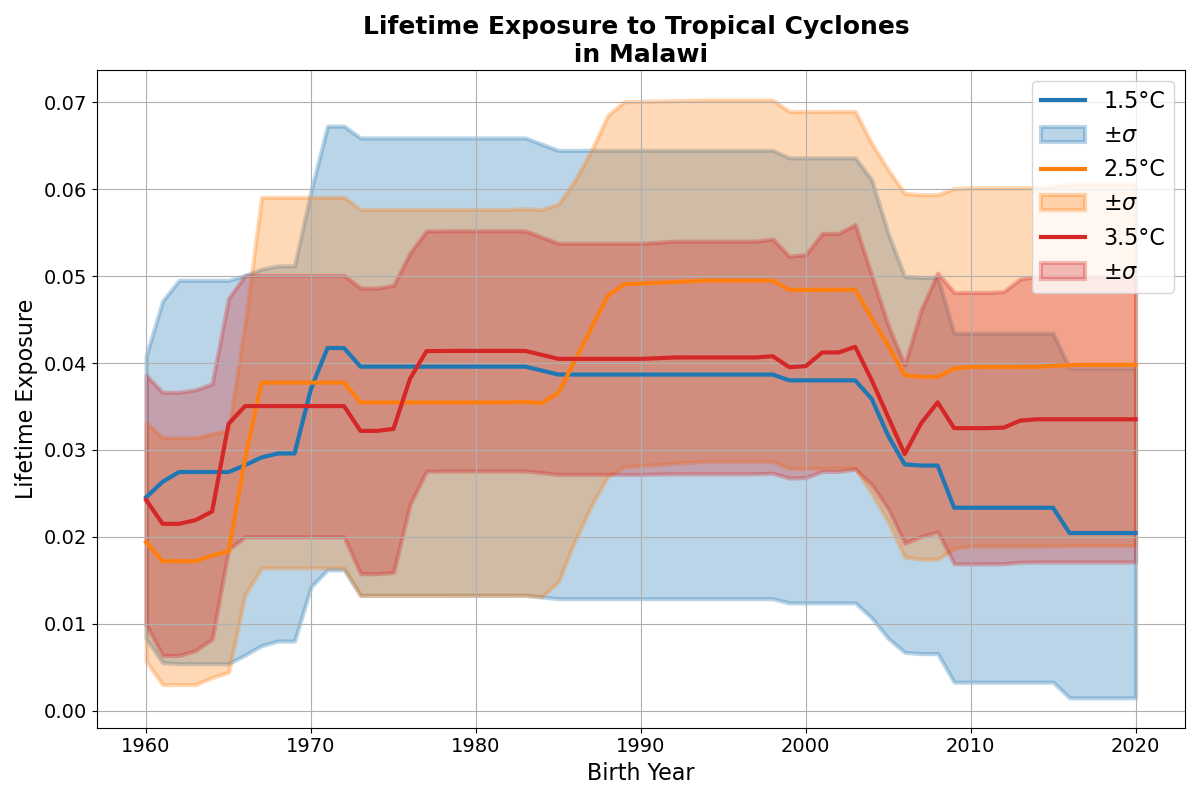 Lifetime Exposure to Tropical Cyclones
in Malawi
0.07
0.06
0.05
0.04
0.03
0.02
0.01
0.00
Lifetime Exposure
1960
1970
1980
1990
2000
2010
2020
Birth Year
1.5°C
±σ
2.5°C
±σ
3.5°C
±σ